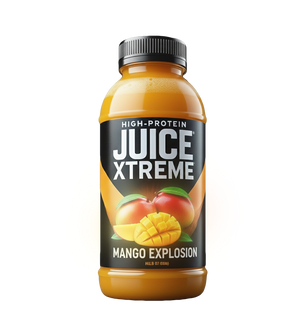 HIGH-PROTEIN
JUICE
XTREME
MANGO EXPLOSION